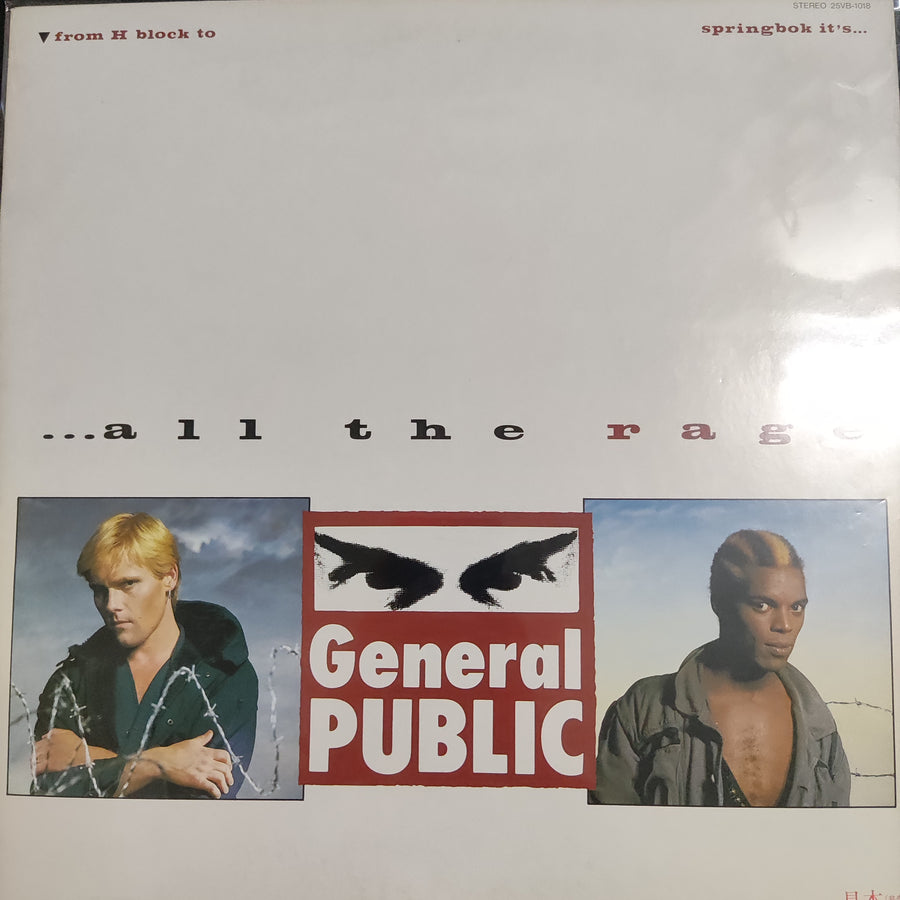 STEREO 25VB-1018
▼from H block to
springbok it's...
...all the rage
General
PUBLIC